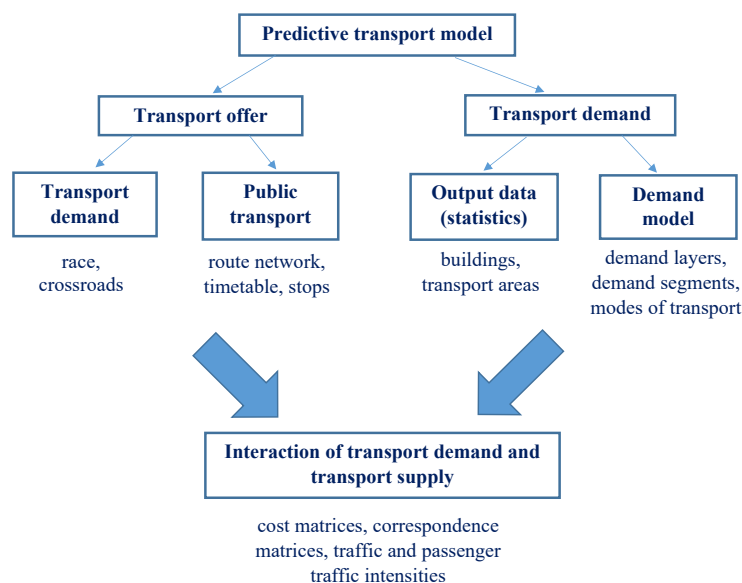 Predictive transport model
Transport offer
Transport demand
Transport
demand
Public
transport
Output data
(statistics)
Demand
model
race,
crossroads
route network,
timetable, stops
buildings,
transport areas
demand layers,
demand segments,
modes of transport
Interaction of transport demand and
transport supply
cost matrices, correspondence
matrices, traffic and passenger
traffic intensities